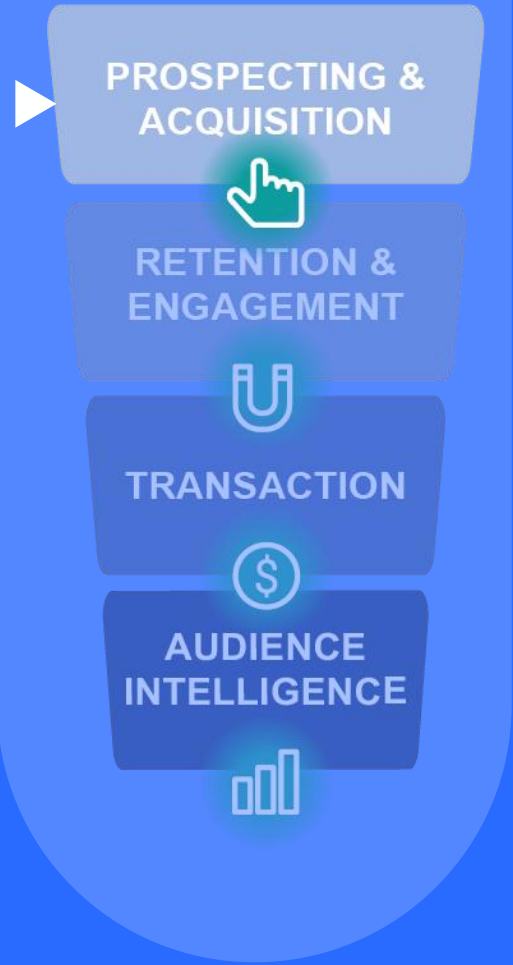 PROSPECTING &
ACQUISITION
RETENTION &
ENGAGEMENT
TRANSACTION
$
AUDIENCE
INTELLIGENCE